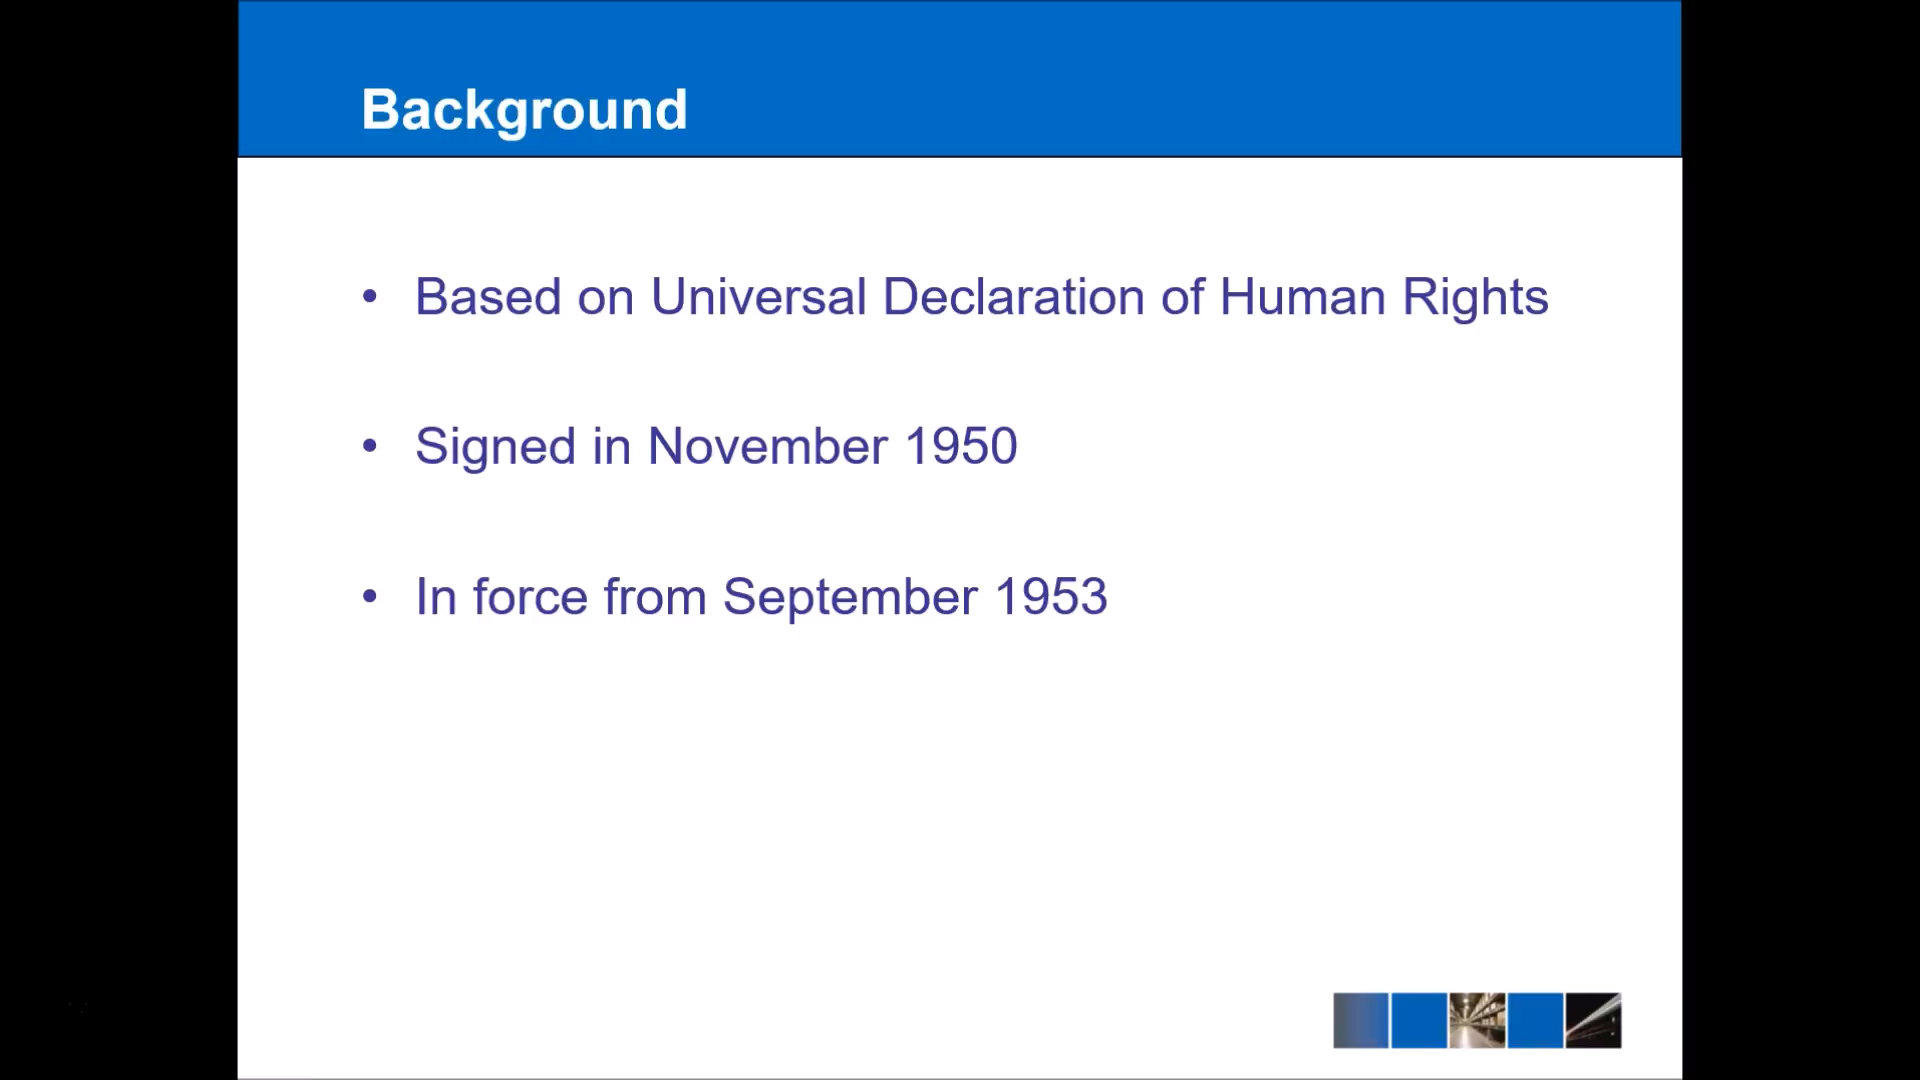 Background
• Based on Universal Declaration of Human Rights
• Signed in November 1950
• In force from September 1953